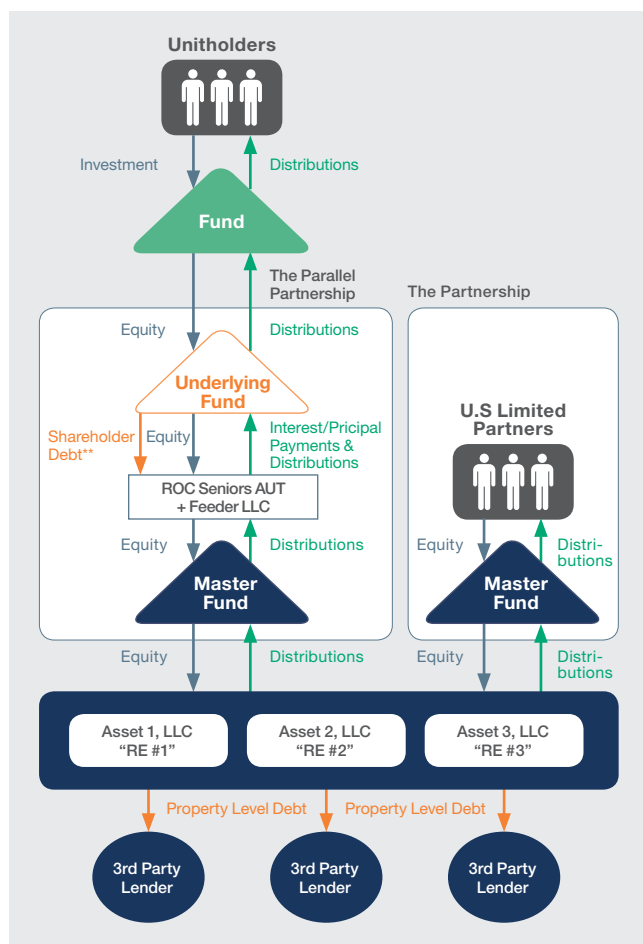 Unitholders
Investment
Distributions
Fund
The Parallel
Partnership
The Partnership
Equity
Distributions
Underlying
Fund
U.S Limited
Partners
Shareholder
Debt**
Equity
Interest/Pricipal
Payments &
Distributions
ROC Seniors AUT
+ Feeder LLC
Equity
Distributions
Equity
Distri-
butions
Master
Fund
Master
Fund
Equity
Distributions
Equity
Distri-
butions
Asset 1, LLC
“RE #1”
Asset 2, LLC
“RE #2”
Asset 3, LLC
“RE #3”
Property Level Debt
Property Level Debt
3rd Party
Lender
3rd Party
Lender
3rd Party
Lender